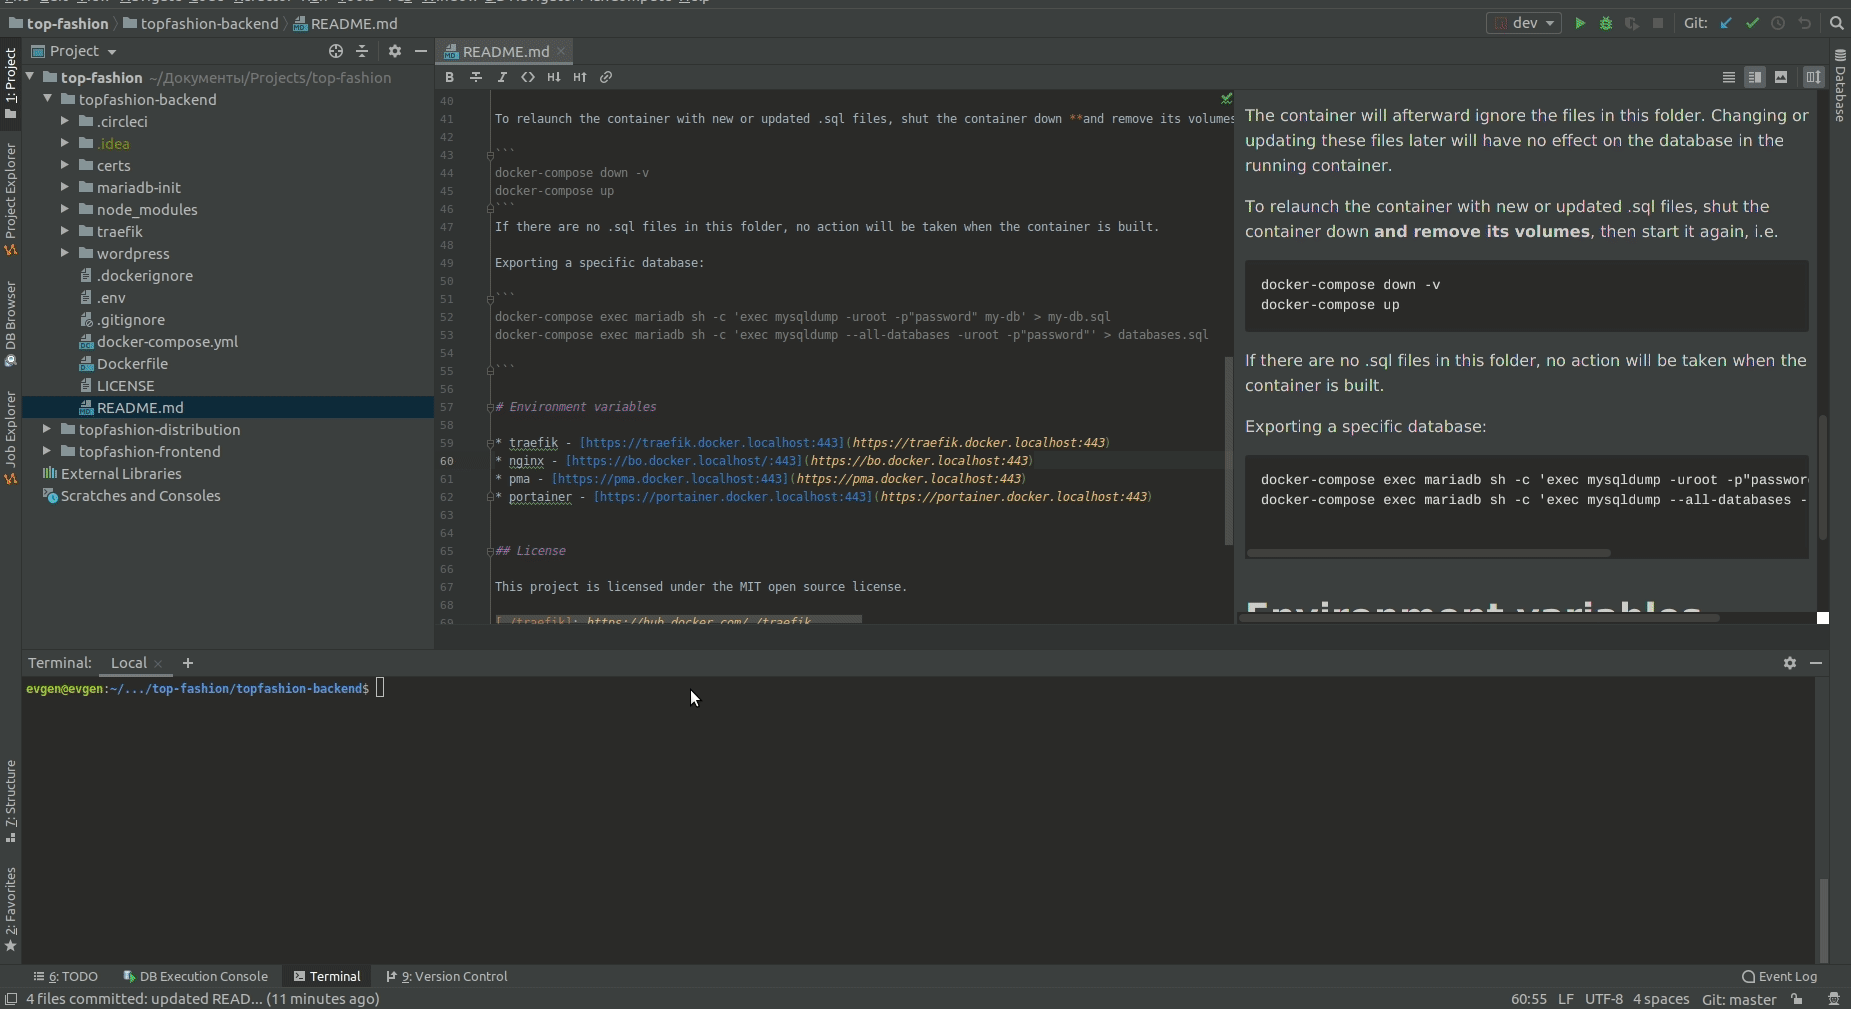 top-fashion
topfashion-backend
README.md
dev
Git:
Project
README.md
1: Project
Project Explorer
DB Browser
Job Explorer
7: Structure
2: Favorites
Database
top-fashion ~/Документы/Projects/top-fashion
topfashion-backend
.circleci
.idea
certs
mariadb-init
node_modules
traefik
wordpress
.dockerignore
.env
.gitignore
docker-compose.yml
Dockerfile
LICENSE
README.md
topfashion-distribution
topfashion-frontend
External Libraries
Scratches and Consoles
40
41 To relaunch the container with new or updated .sql files, shut the container down **and remove its volumes
42
43 ```
44 docker-compose down -v
45 docker-compose up
46 ```
47 If there are no .sql files in this folder, no action will be taken when the container is built.
48
49 Exporting a specific database:
50
51 ```
52 docker-compose exec mariadb sh -c 'exec mysqldump -uroot -p"password" my-db' > my-db.sql
53 docker-compose exec mariadb sh -c 'exec mysqldump --all-databases -uroot -p"password"' > databases.sql
54
55 ```
56
57 # Environment variables
58
59 * traefik - [https://traefik.docker.localhost:443](https://traefik.docker.localhost:443)
60 * nginx - [https://bo.docker.localhost/:443](https://bo.docker.localhost:443)
61 * pma - [https://pma.docker.localhost:443](https://pma.docker.localhost:443)
62 * portainer - [https://portainer.docker.localhost:443](https://portainer.docker.localhost:443)
63
64
65 ## License
66
67 This project is licensed under the MIT open source license.
68
69 [_/traefik]: https://hub.docker.com/_/traefik
The container will afterward ignore the files in this folder. Changing or
updating these files later will have no effect on the database in the
running container.
To relaunch the container with new or updated .sql files, shut the
container down and remove its volumes, then start it again, i.e.
docker-compose down -v
docker-compose up
If there are no .sql files in this folder, no action will be taken when the
container is built.
Exporting a specific database:
docker-compose exec mariadb sh -c 'exec mysqldump -uroot -p"passwor
docker-compose exec mariadb sh -c 'exec mysqldump --all-databases -
Environment variables
Terminal: Local
evgen@evgen:~/.../top-fashion/topfashion-backend$
6: TODO
DB Execution Console
Terminal
9: Version Control
Event Log
4 files committed: updated READ... (11 minutes ago)
60:55 LF UTF-8 4 spaces Git: master